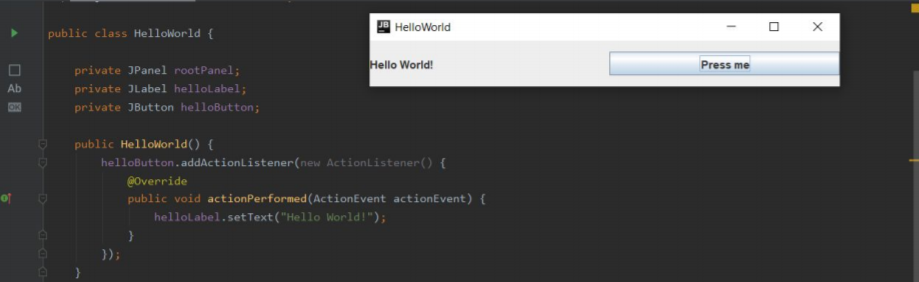 public class HelloWorld {
private JPanel rootPanel;
Ab private JLabel helloLabel;
OK private JButton helloButton;
public HelloWorld() {
helloButton.addActionListener(new ActionListener() {
@Override
public void actionPerformed(ActionEvent actionEvent) {
helloLabel.setText("Hello World!");
}
});
}
JB HelloWorld
Hello World! Press me